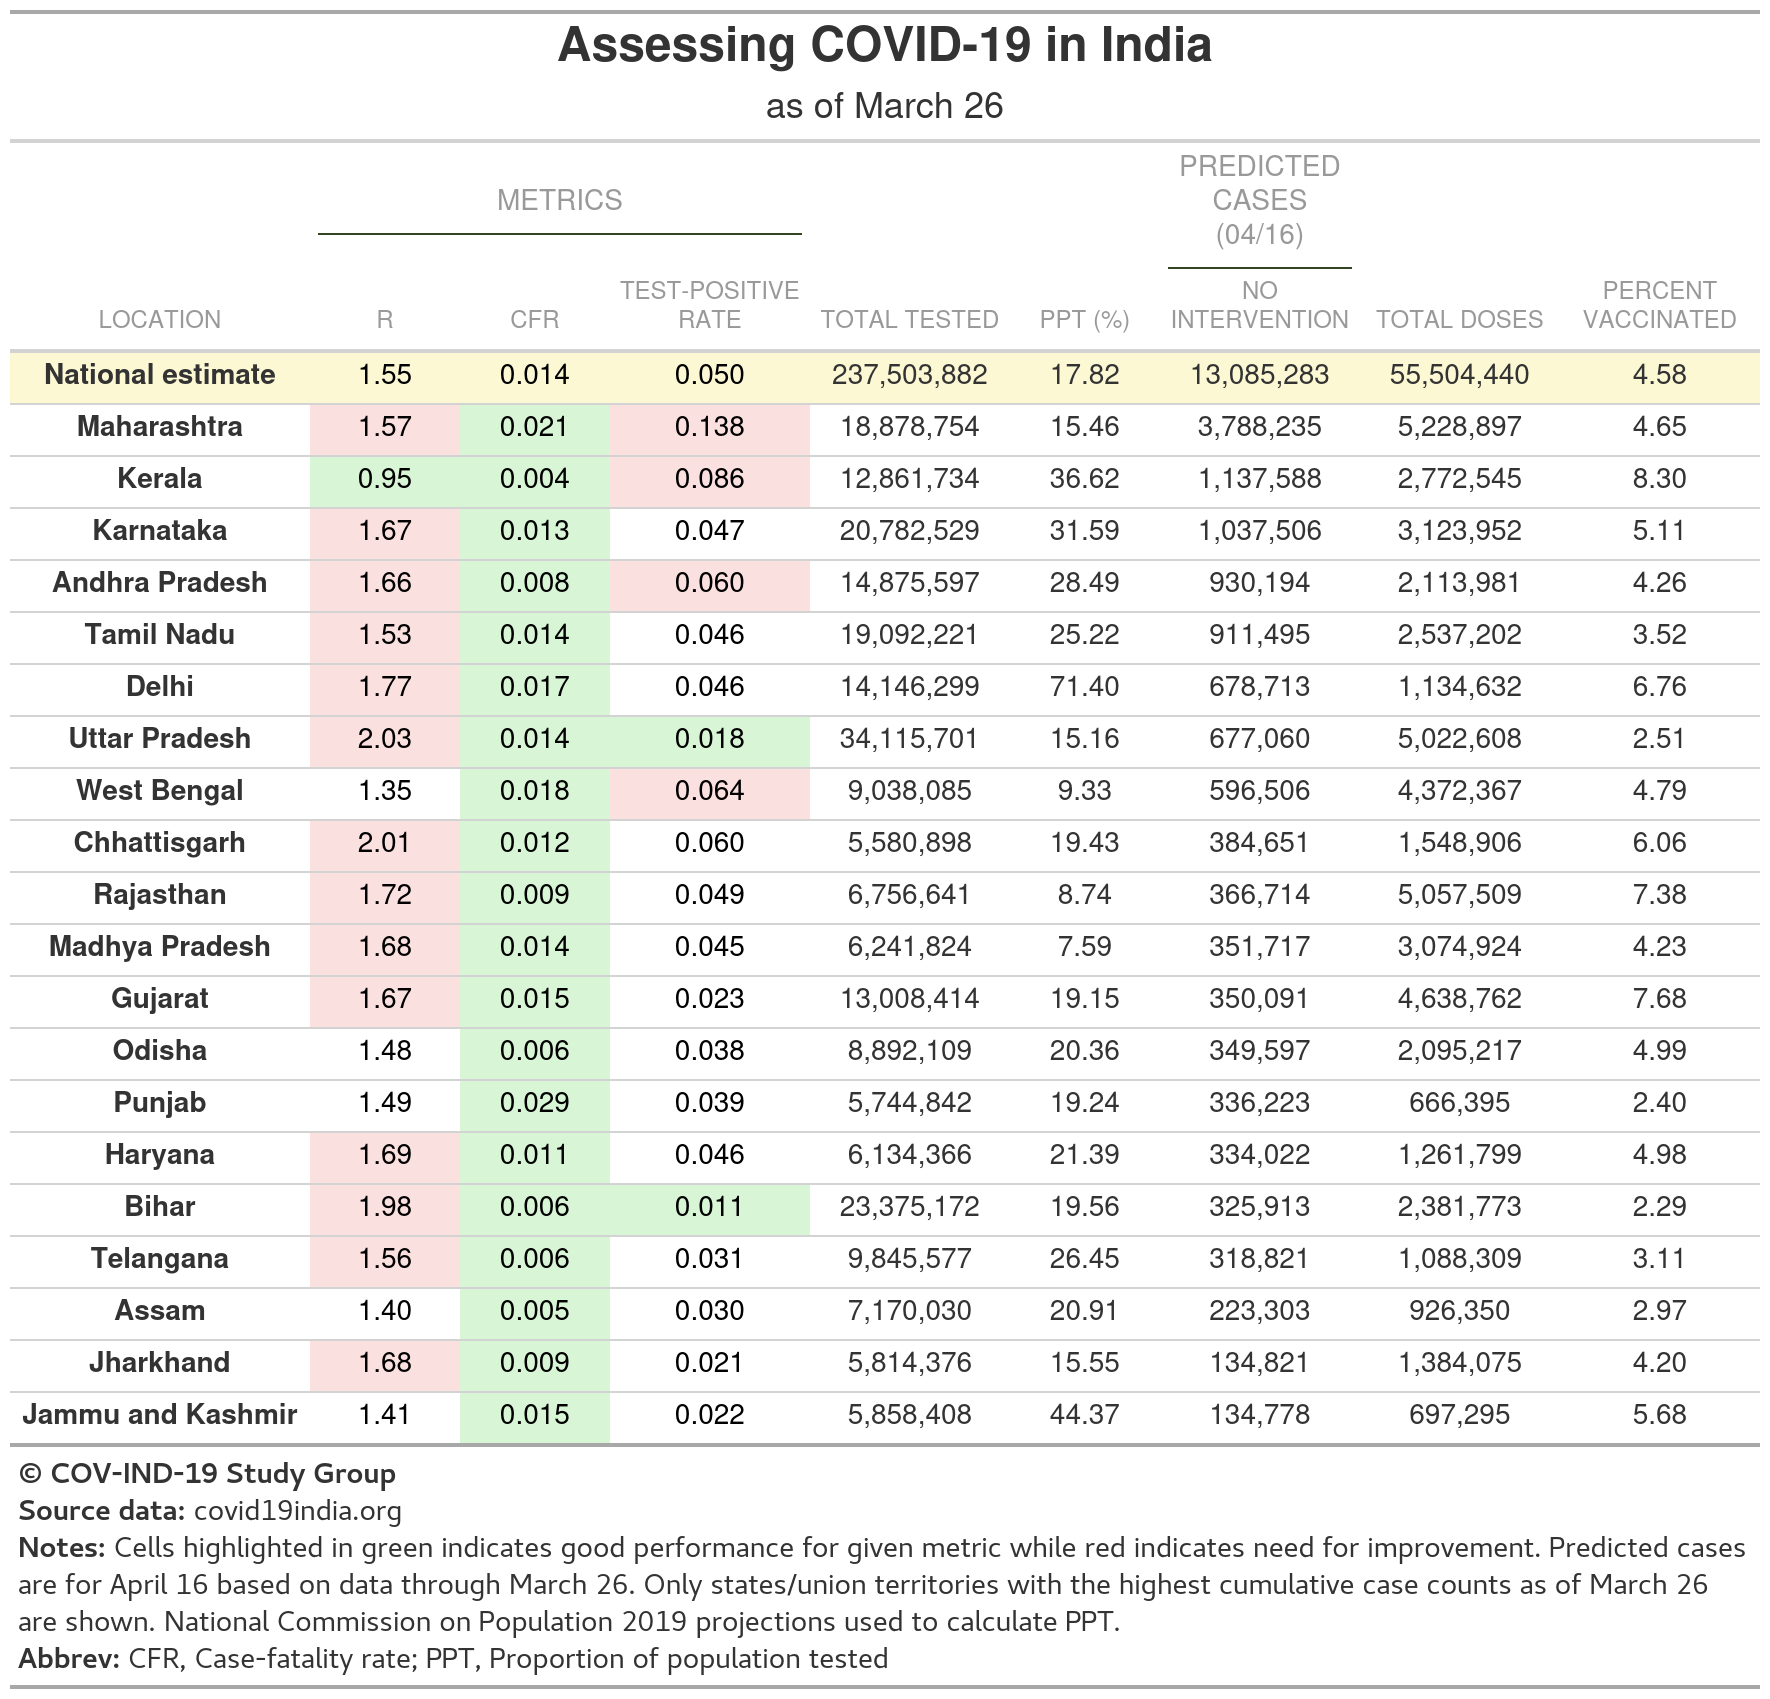 Assessing COVID-19 in India
as of March 26
METRICS
PREDICTED
CASES
(04/16)
LOCATION R CFR TEST-POSITIVE RATE TOTAL TESTED PPT (%) NO INTERVENTION TOTAL DOSES PERCENT VACCINATED
National estimate 1.55 0.014 0.050 237,503,882 17.82 13,085,283 55,504,440 4.58
Maharashtra 1.57 0.021 0.138 18,878,754 15.46 3,788,235 5,228,897 4.65
Kerala 0.95 0.004 0.086 12,861,734 36.62 1,137,588 2,772,545 8.30
Karnataka 1.67 0.013 0.047 20,782,529 31.59 1,037,506 3,123,952 5.11
Andhra Pradesh 1.66 0.008 0.060 14,875,597 28.49 930,194 2,113,981 4.26
Tamil Nadu 1.53 0.014 0.046 19,092,221 25.22 911,495 2,537,202 3.52
Delhi 1.77 0.017 0.046 14,146,299 71.40 678,713 1,134,632 6.76
Uttar Pradesh 2.03 0.014 0.018 34,115,701 15.16 677,060 5,022,608 2.51
West Bengal 1.35 0.018 0.064 9,038,085 9.33 596,506 4,372,367 4.79
Chhattisgarh 2.01 0.012 0.060 5,580,898 19.43 384,651 1,548,906 6.06
Rajasthan 1.72 0.009 0.049 6,756,641 8.74 366,714 5,057,509 7.38
Madhya Pradesh 1.68 0.014 0.045 6,241,824 7.59 351,717 3,074,924 4.23
Gujarat 1.67 0.015 0.023 13,008,414 19.15 350,091 4,638,762 7.68
Odisha 1.48 0.006 0.038 8,892,109 20.36 349,597 2,095,217 4.99
Punjab 1.49 0.029 0.039 5,744,842 19.24 336,223 666,395 2.40
Haryana 1.69 0.011 0.046 6,134,366 21.39 334,022 1,261,799 4.98
Bihar 1.98 0.006 0.011 23,375,172 19.56 325,913 2,381,773 2.29
Telangana 1.56 0.006 0.031 9,845,577 26.45 318,821 1,088,309 3.11
Assam 1.40 0.005 0.030 7,170,030 20.91 223,303 926,350 2.97
Jharkhand 1.68 0.009 0.021 5,814,376 15.55 134,821 1,384,075 4.20
Jammu and Kashmir 1.41 0.015 0.022 5,858,408 44.37 134,778 697,295 5.68
© COV-IND-19 Study Group
Source data: covid19india.org
Notes: Cells highlighted in green indicates good performance for given metric while red indicates need for improvement. Predicted cases
are for April 16 based on data through March 26. Only states/union territories with the highest cumulative case counts as of March 26
are shown. National Commission on Population 2019 projections used to calculate PPT.
Abbrev: CFR, Case-fatality rate; PPT, Proportion of population tested